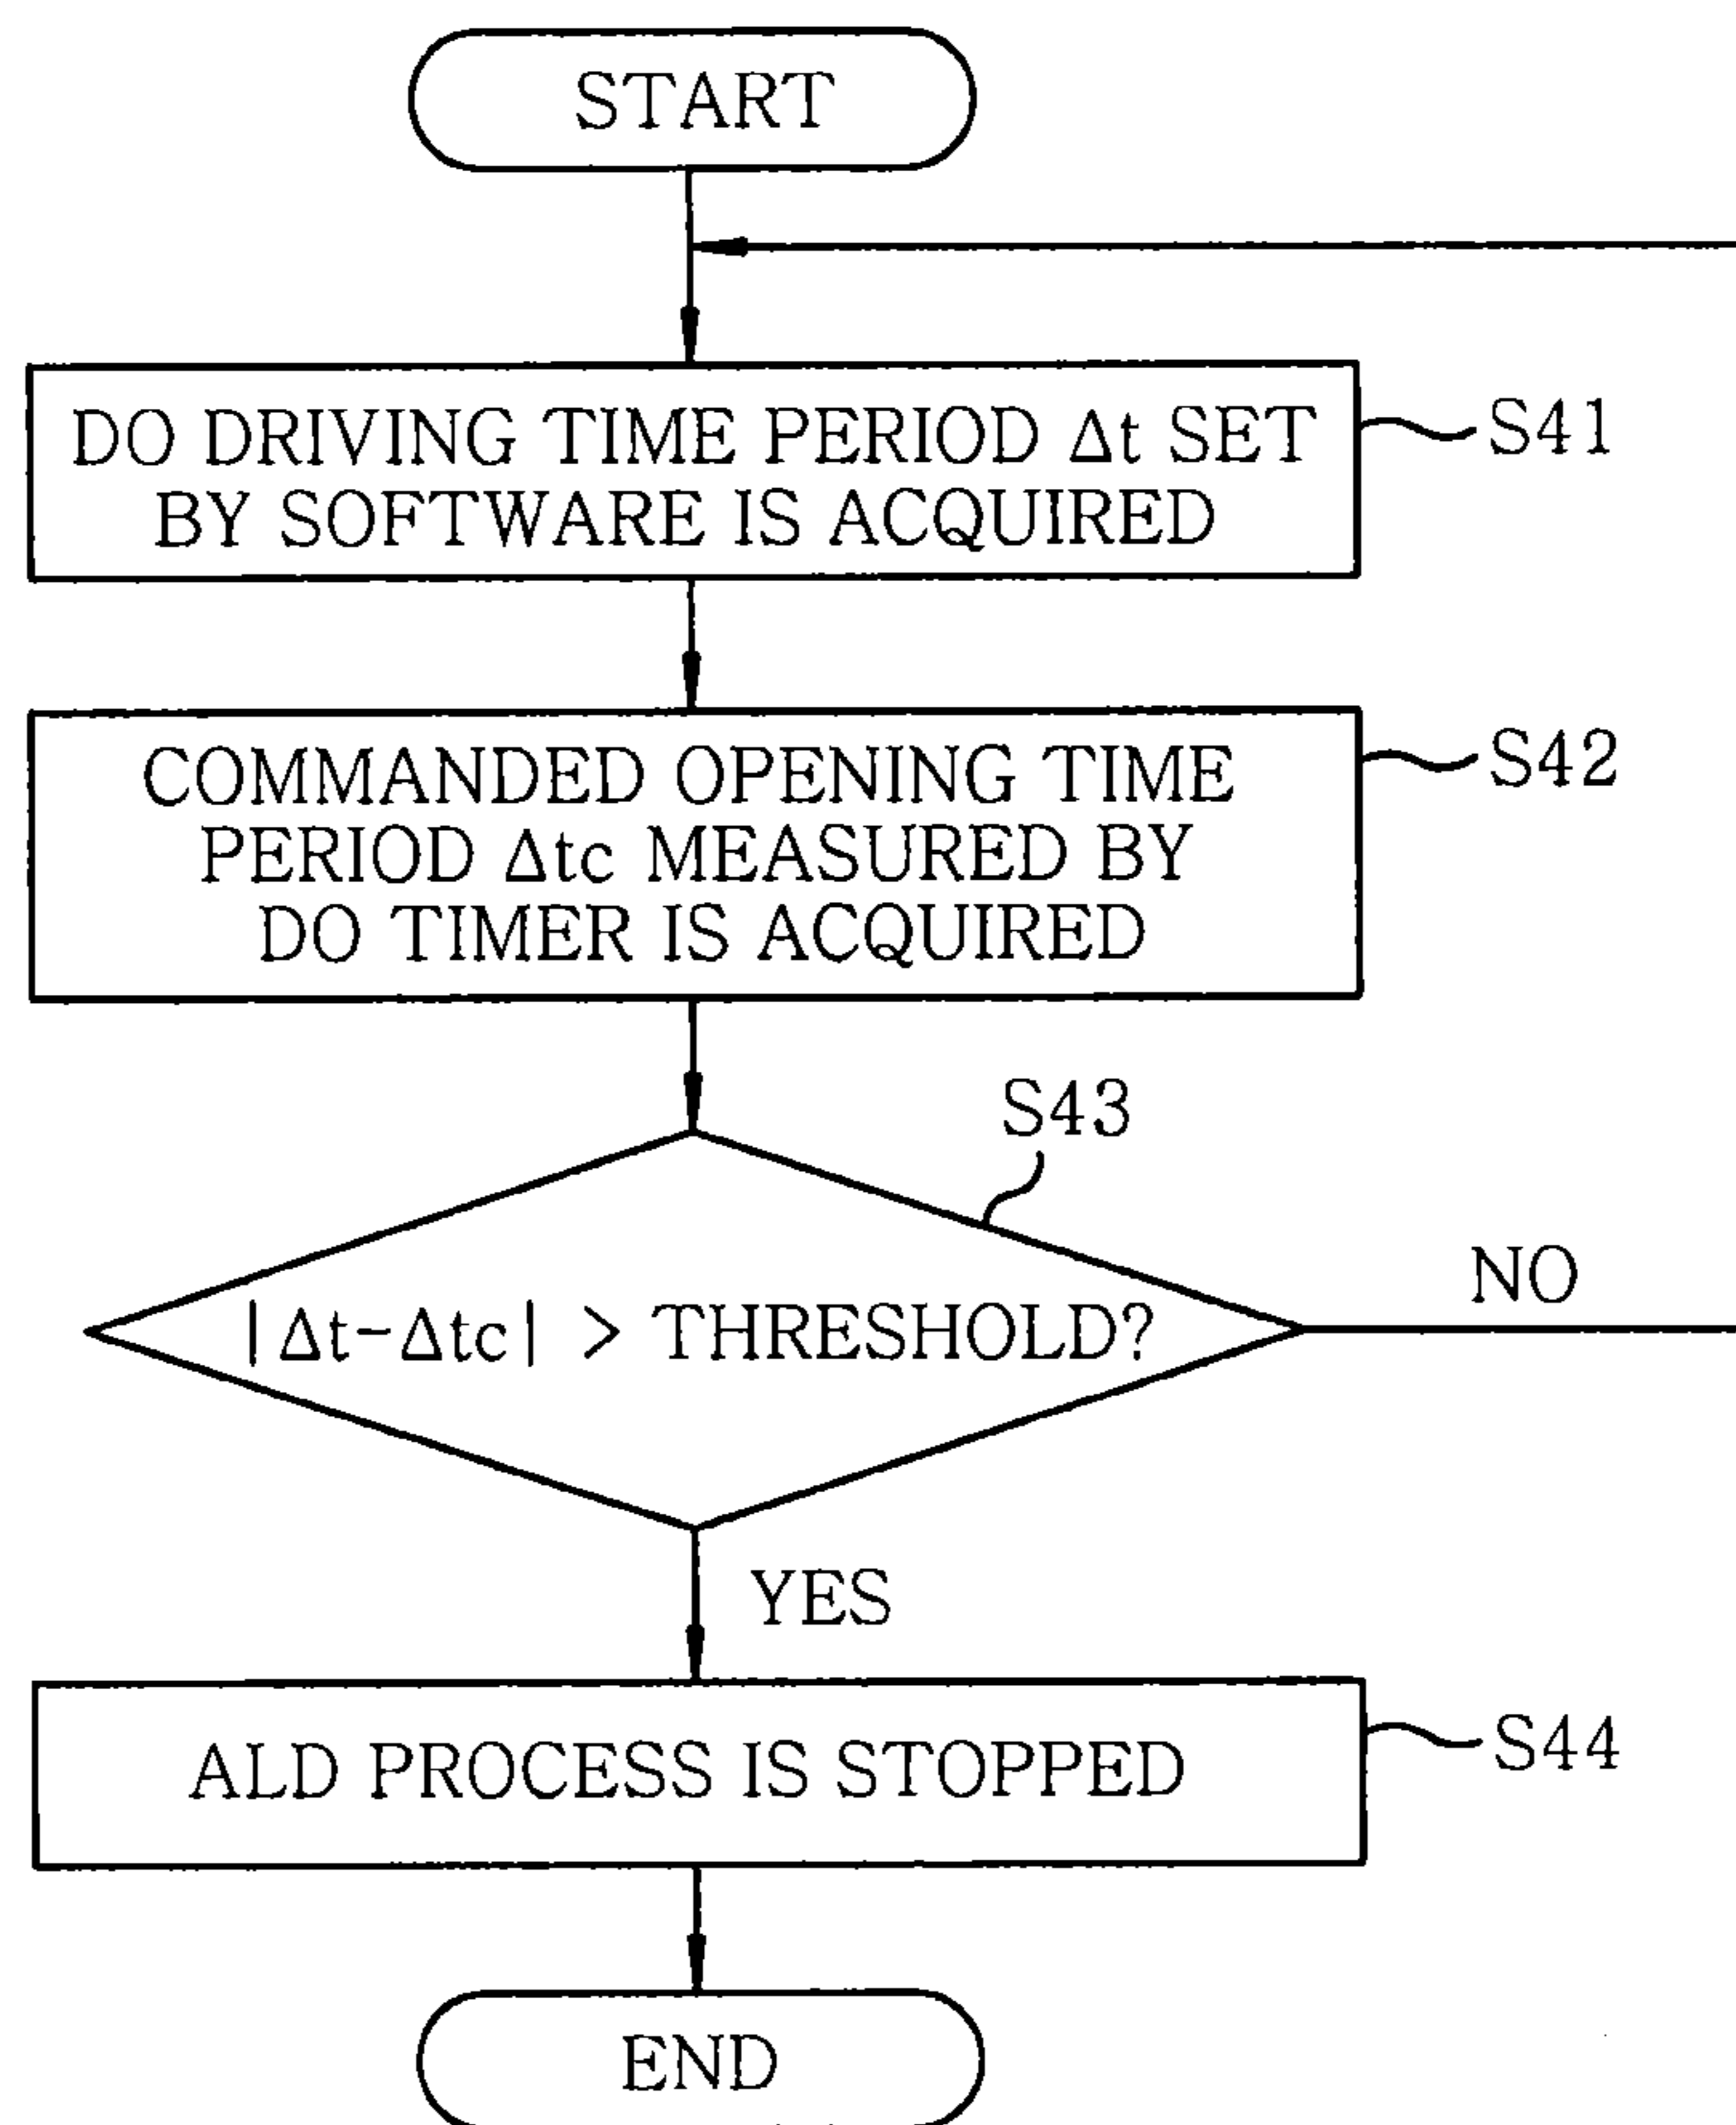 START
DO DRIVING TIME PERIOD Δt SET
BY SOFTWARE IS ACQUIRED
S41
COMMANDED OPENING TIME
PERIOD Δtc MEASURED BY
DO TIMER IS ACQUIRED
S42
S43
|Δt-Δtc| > THRESHOLD?
NO
YES
ALD PROCESS IS STOPPED
S44
END